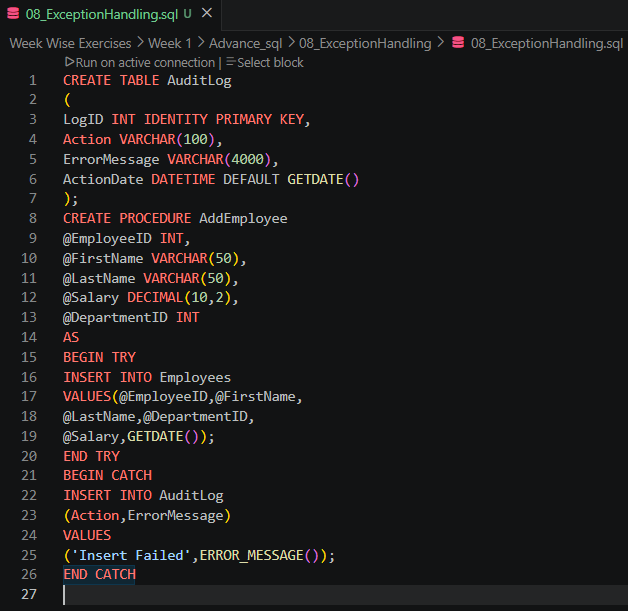 08_ExceptionHandling.sql U
Week Wise Exercises > Week 1 > Advance_sql > 08_ExceptionHandling > 08_ExceptionHandling.sql
Run on active connection | Select block
1 CREATE TABLE AuditLog
2 (
3 LogID INT IDENTITY PRIMARY KEY,
4 Action VARCHAR(100),
5 ErrorMessage VARCHAR(4000),
6 ActionDate DATETIME DEFAULT GETDATE()
7 );
8 CREATE PROCEDURE AddEmployee
9 @EmployeeID INT,
10 @FirstName VARCHAR(50),
11 @LastName VARCHAR(50),
12 @Salary DECIMAL(10,2),
13 @DepartmentID INT
14 AS
15 BEGIN TRY
16 INSERT INTO Employees
17 VALUES(@EmployeeID,@FirstName,
18 @LastName,@DepartmentID,
19 @Salary,GETDATE());
20 END TRY
21 BEGIN CATCH
22 INSERT INTO AuditLog
23 (Action,ErrorMessage)
24 VALUES
25 ('Insert Failed',ERROR_MESSAGE());
26 END CATCH
27